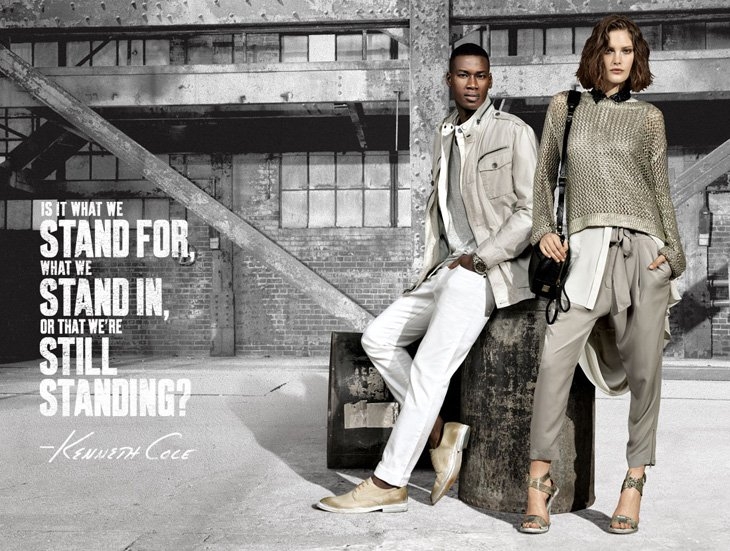 IS IT WHAT WE
STAND FOR,
WHAT WE
STAND IN,
OR THAT WE'RE
STILL
STANDING?
—KENNETH COLE